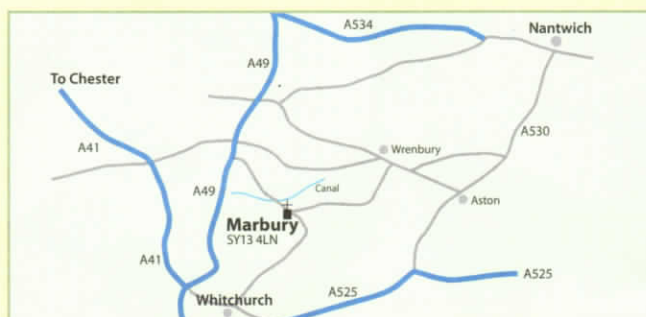 A534
Nantwich
To Chester
A49
A41
A530
Wrenbury
A49
Canal
Aston
Marbury
SY13 4LN
A41
A525
Whitchurch
A525